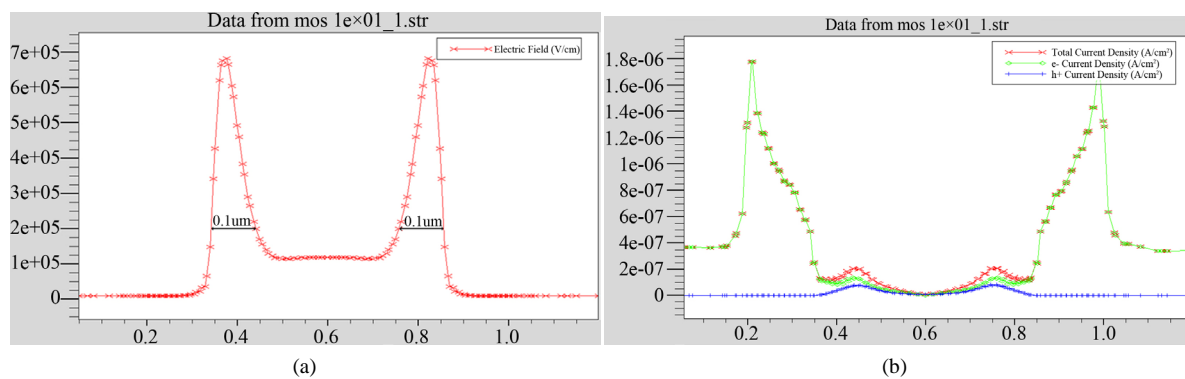 Data from mos 1e×01_1.str
7e+05
6e+05
5e+05
4e+05
3e+05
2e+05
1e+05
0
Electric Field (V/cm)
0.1um
0.1um
0.2
0.4
0.6
0.8
1.0
(a)
Data from mos 1e×01_1.str
1.8e-06
1.6e-06
1.4e-06
1.2e-06
1e-06
8e-07
6e-07
4e-07
2e-07
0
Total Current Density (A/cm²)
e- Current Density (A/cm²)
h+ Current Density (A/cm²)
0.2
0.4
0.6
0.8
1.0
(b)